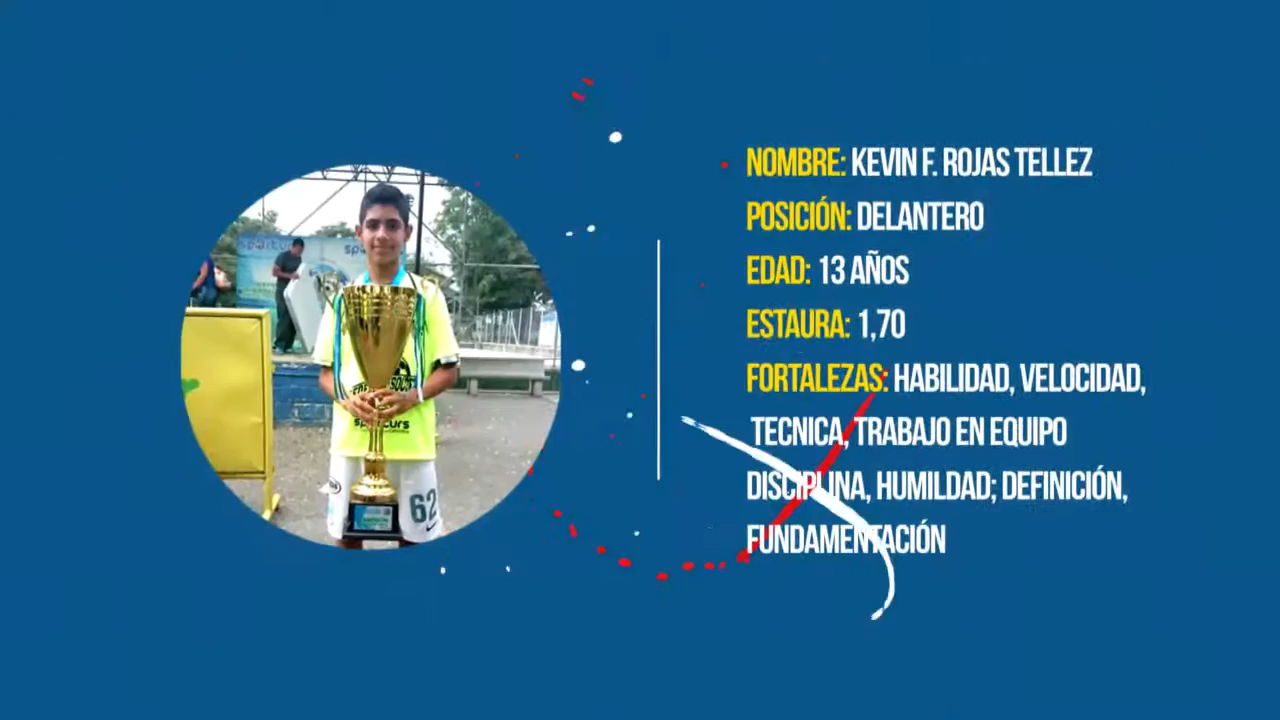 NOMBRE: KEVIN F. ROJAS TELLEZ
POSICIÓN: DELANTERO
EDAD: 13 AÑOS
ESTAURA: 1,70
FORTALEZAS: HABILIDAD, VELOCIDAD,
TECNICA, TRABAJO EN EQUIPO
DISCIPLINA, HUMILDAD; DEFINICIÓN,
FUNDAMENTACIÓN
62